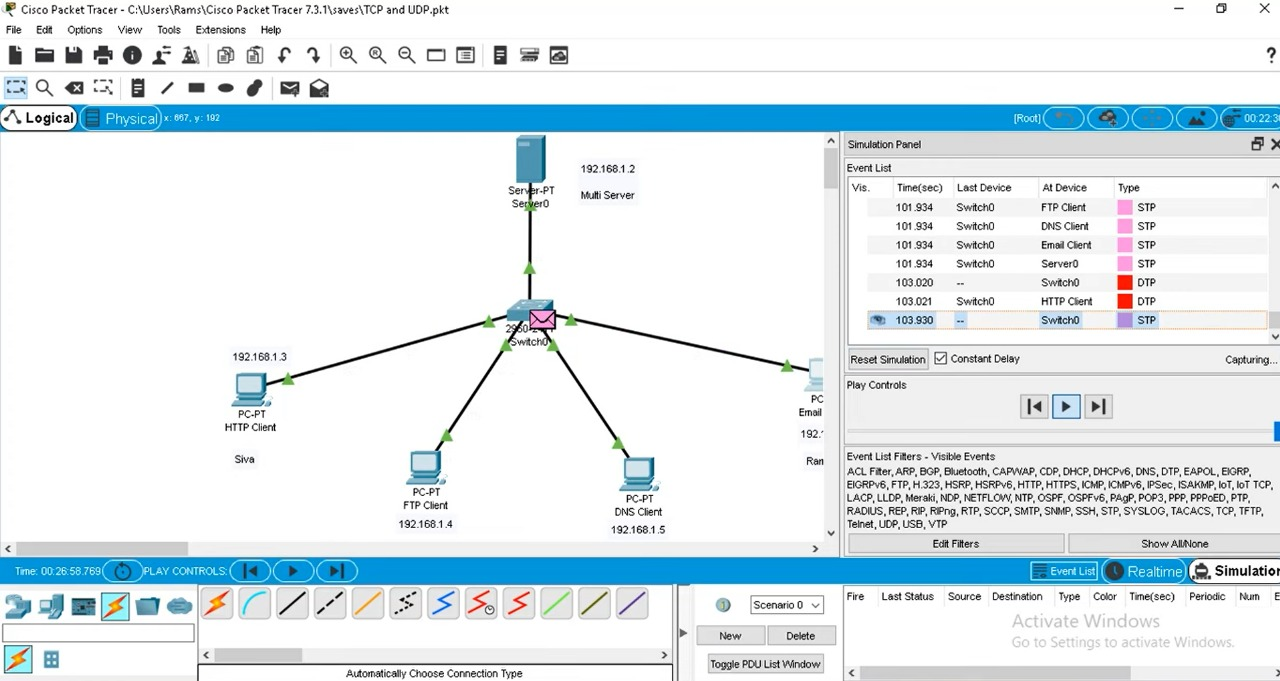 Cisco Packet Tracer - C:\Users\Rams\Cisco Packet Tracer 7.3.1\saves\TCP and UDP.pkt
File Edit Options View Tools Extensions Help
Logical Physical x: 667, y: 192 [Root] 00:22:3
Server-PT
Server0
192.168.1.2
Multi Server
Switch0
192.168.1.3
PC-PT
HTTP Client
Siva
PC-PT
FTP Client
192.168.1.4
PC-PT
DNS Client
192.168.1.5
PC
Email
192.
Ram
Simulation Panel
Event List
Vis. Time(sec) Last Device At Device Type
101.934 Switch0 FTP Client STP
101.934 Switch0 DNS Client STP
101.934 Switch0 Email Client STP
101.934 Switch0 Server0 STP
103.020 -- Switch0 DTP
103.021 Switch0 HTTP Client DTP
103.930 -- Switch0 STP
Reset Simulation Constant Delay Capturing...
Play Controls
Event List Filters - Visible Events
ACL Filter, ARP, BGP, Bluetooth, CAPWAP, CDP, DHCP, DHCPv6, DNS, DTP, EAPOL, EIGRP,
EIGRPv6, FTP, H.323, HSRP, HSRPv6, HTTP, HTTPS, ICMP, ICMPv6, IPSec, ISAKMP, IoT, IoT TCP,
LACP, LLDP, Meraki, NDP, NETFLOW, NTP, OSPF, OSPFv6, PAgP, POP3, PPP, PPPoED, PTP,
RADIUS, REP, RIP, RIPng, RTP, SCCP, SMTP, SNMP, SSH, STP, SYSLOG, TACACS, TCP, TFTP,
Telnet, UDP, USB, VTP
Edit Filters Show All/None
Time: 00:26:58.769 PLAY CONTROLS: Event List Realtime Simulation
Scenario 0
New Delete
Toggle PDU List Window
Automatically Choose Connection Type
Fire Last Status Source Destination Type Color Time(sec) Periodic Num E
Activate Windows
Go to Settings to activate Windows.